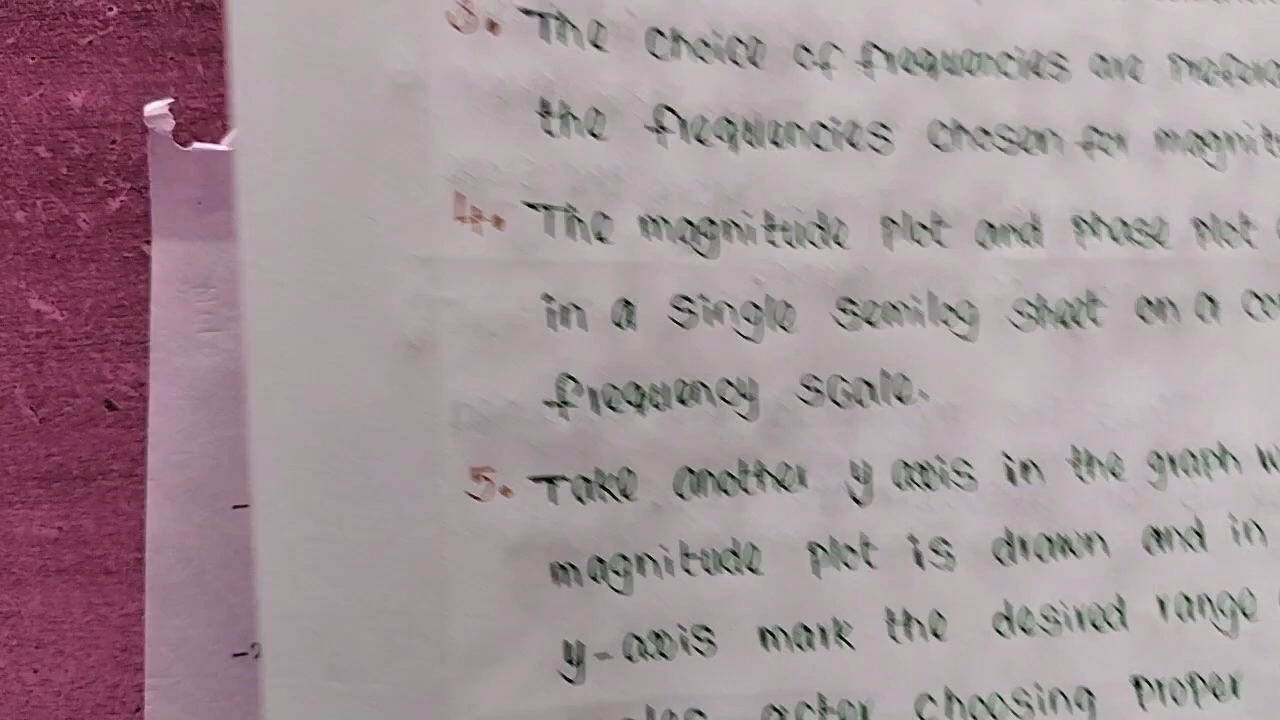 3. The choice of frequencies are
the frequencies chosen for
4. The magnitude plot and phase plot
in a single semilog sheet on a
frequency scale.
5. Take another y axis in the graph
magnitude plot is drawn and in
y-axis mark the desired range
choosing proper